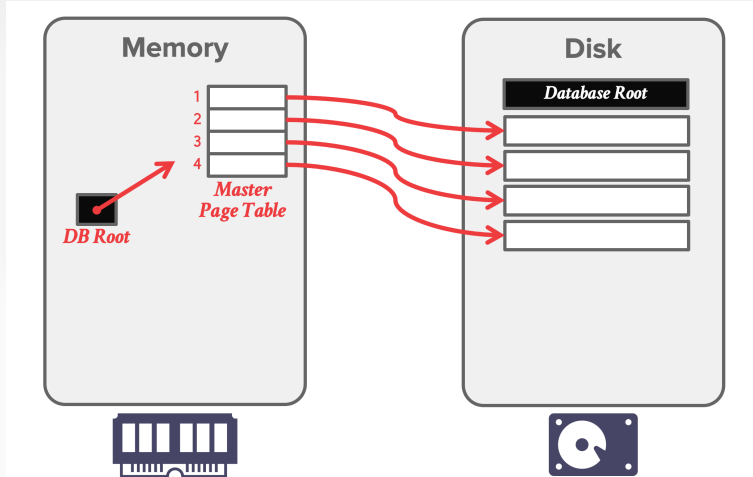 Memory
1
2
3
4
Master
Page Table
DB Root
Disk
Database Root